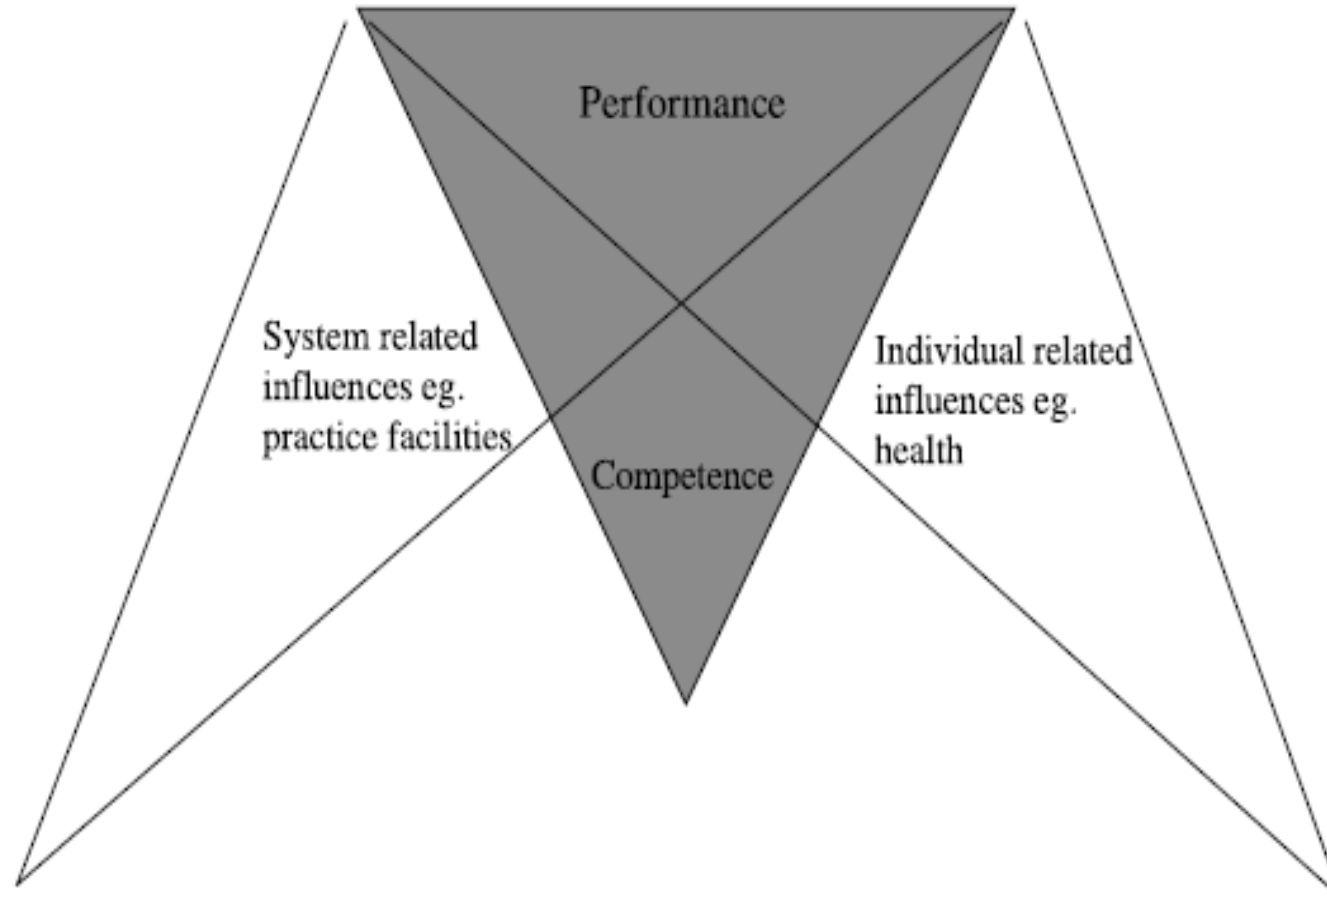 Performance
System related
influences eg.
practice facilities
Individual related
influences eg.
health
Competence